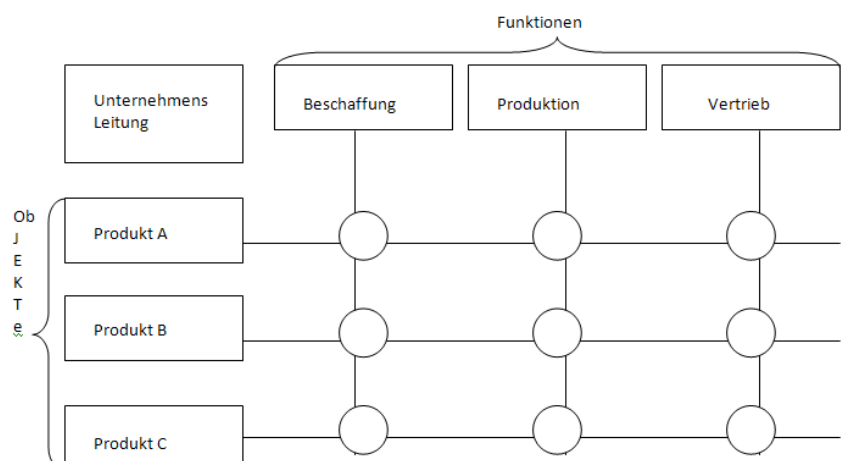 Funktionen
Unternehmens
Leitung
Beschaffung
Produktion
Vertrieb
Ob
J
E
K
T
e
Produkt A
Produkt B
Produkt C